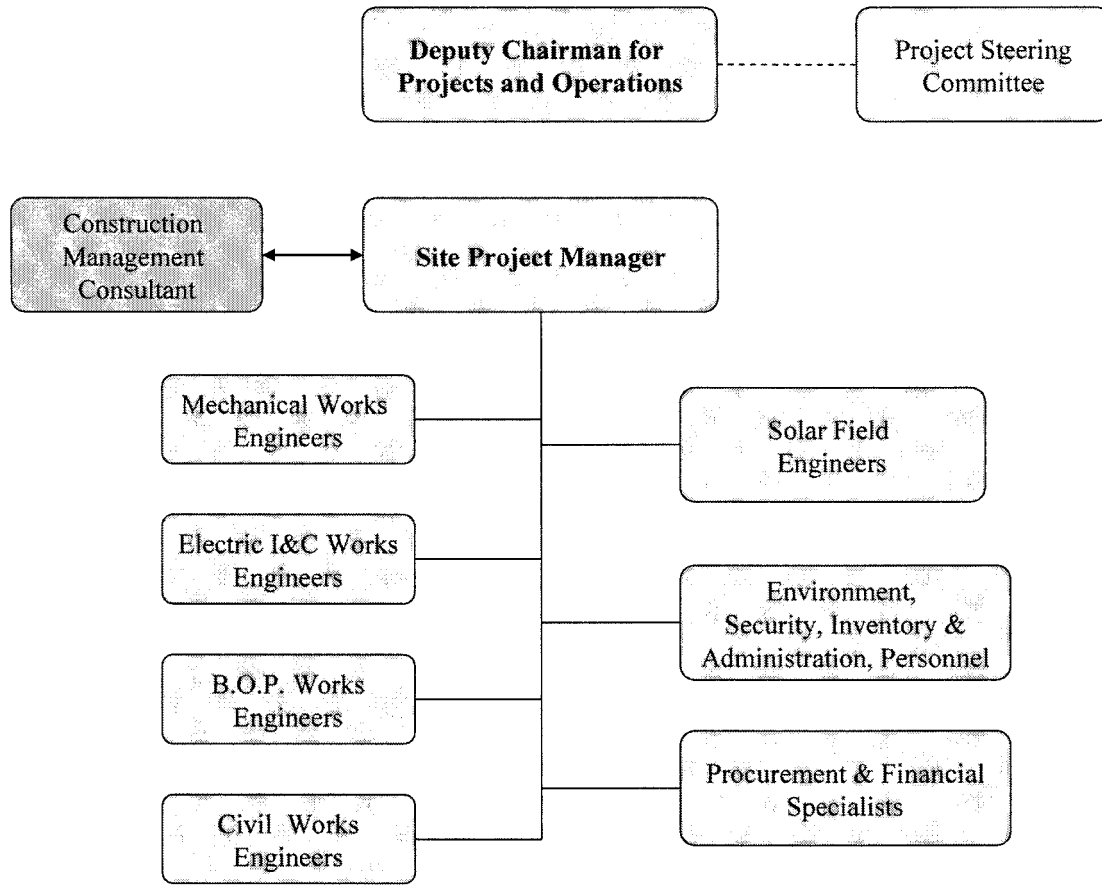 Deputy Chairman for
Projects and Operations
Project Steering
Committee
Construction
Management
Consultant
Site Project Manager
Mechanical Works
Engineers
Solar Field
Engineers
Electric I&C Works
Engineers
Environment,
Security, Inventory &
Administration, Personnel
B.O.P. Works
Engineers
Procurement & Financial
Specialists
Civil Works
Engineers